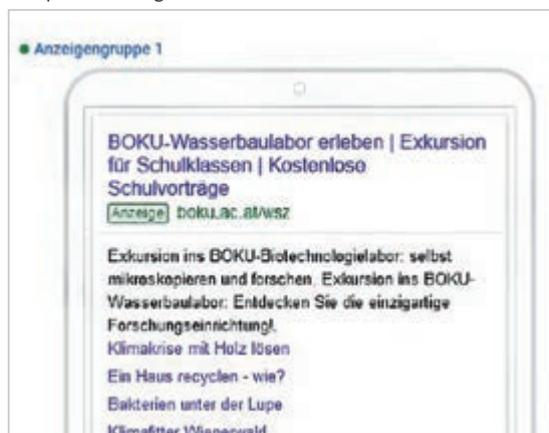 Anzeigengruppe 1
BOKU-Wasserbaulabor erleben | Exkursion
für Schulklassen | Kostenlose
Schulvorträge
Anzeige boku.ac.at/wsz
Exkursion ins BOKU-Biotechnologielabor: selbst
mikroskopieren und forschen. Exkursion ins BOKU-
Wasserbaulabor: Entdecken Sie die einzigartige
Forschungseinrichtung!.
Klimakrise mit Holz lösen
Ein Haus recyclen - wie?
Bakterien unter der Lupe
Klimafitter Wienerwald